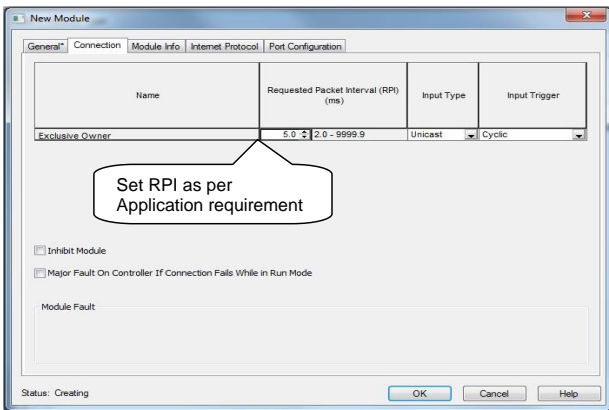 New Module
General* Connection Module Info Internet Protocol Port Configuration
Name Requested Packet Interval (RPI) (ms) Input Type Input Trigger
Exclusive Owner 5.0 2.0 - 9999.9 Unicast Cyclic
Set RPI as per
Application requirement
Inhibit Module
Major Fault On Controller If Connection Fails While in Run Mode
Module Fault
Status: Creating OK Cancel Help